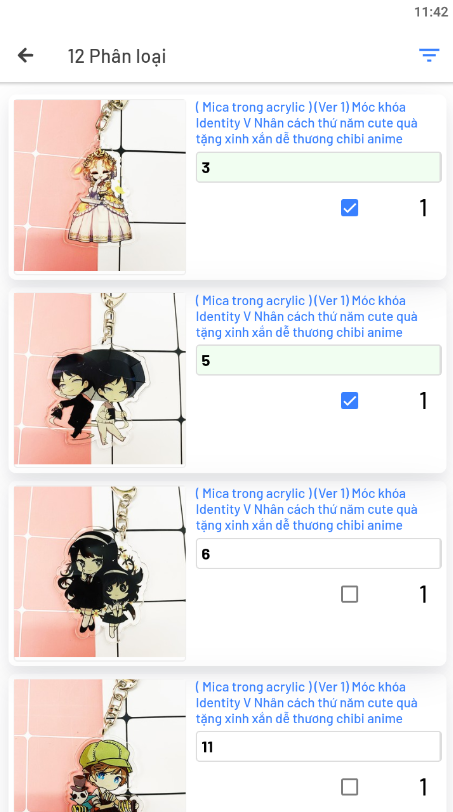 11:42
12 Phân loại
( Mica trong acrylic ) (Ver 1) Móc khóa
Identity V Nhân cách thứ năm cute quà
tặng xinh xắn dễ thương chibi anime
3
1
( Mica trong acrylic ) (Ver 1) Móc khóa
Identity V Nhân cách thứ năm cute quà
tặng xinh xắn dễ thương chibi anime
5
1
( Mica trong acrylic ) (Ver 1) Móc khóa
Identity V Nhân cách thứ năm cute quà
tặng xinh xắn dễ thương chibi anime
6
1
( Mica trong acrylic ) (Ver 1) Móc khóa
Identity V Nhân cách thứ năm cute quà
tặng xinh xắn dễ thương chibi anime
11
1